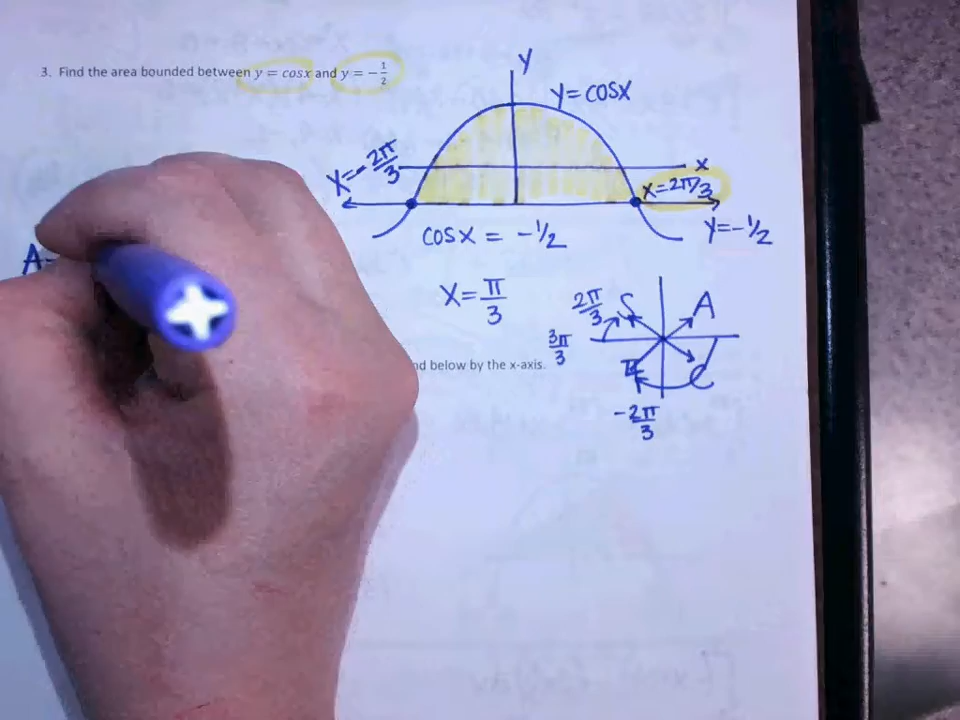 3. Find the area bounded between y = cosx and y = -1/2
Y
y=cosx
x=-2π/3
x
x=2π/3
y=-1/2
cosx = -1/2
A=
x=π/3
2π/3
S
A
3π/3
T
C
-2π/3
nd below by the x-axis.